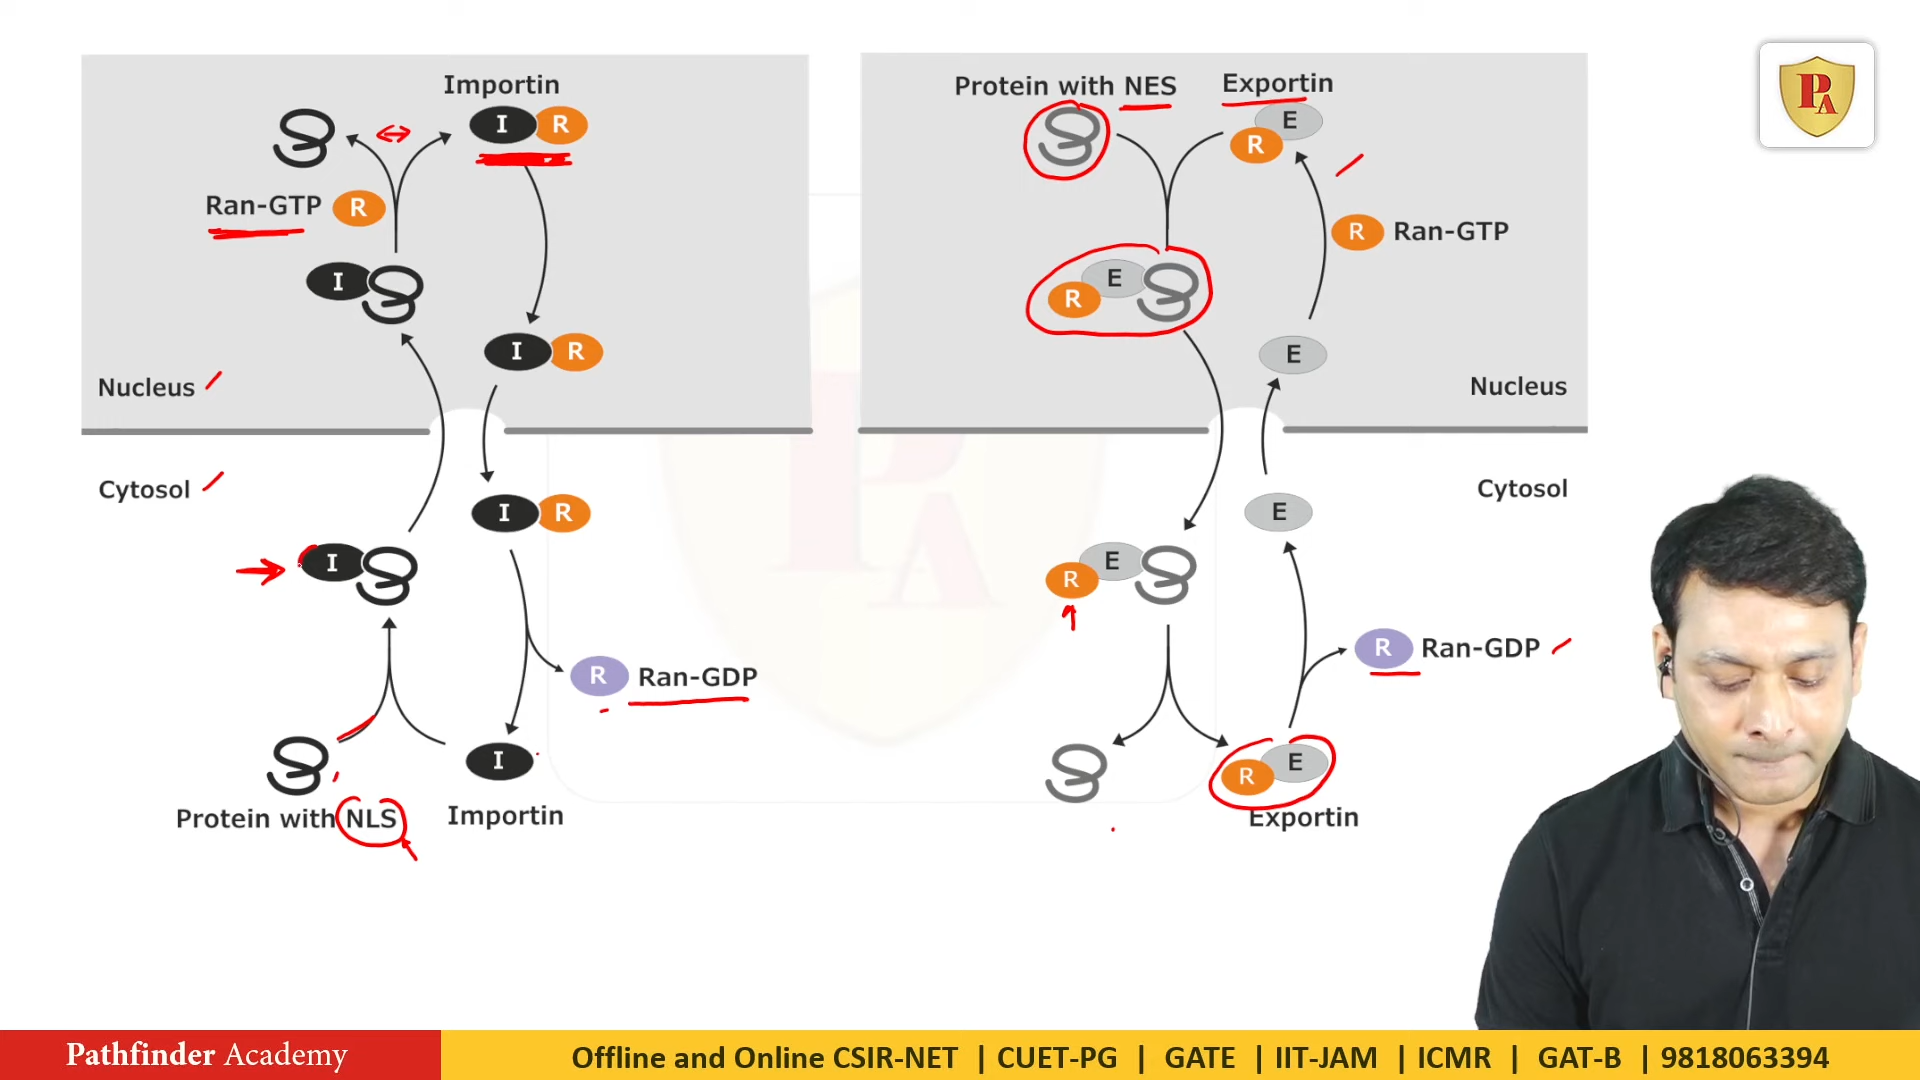 Importin
I R
Ran-GTP R
I
I R
Nucleus
Cytosol
I R
I
R Ran-GDP
I
Protein with NLS
Importin
Protein with NES
Exportin
E
R
R Ran-GTP
E
R
E
Nucleus
Cytosol
E
E
R
R Ran-GDP
E
R
Exportin
PA
PA
Pathfinder Academy
Offline and Online CSIR-NET | CUET-PG | GATE | IIT-JAM | ICMR | GAT-B | 9818063394